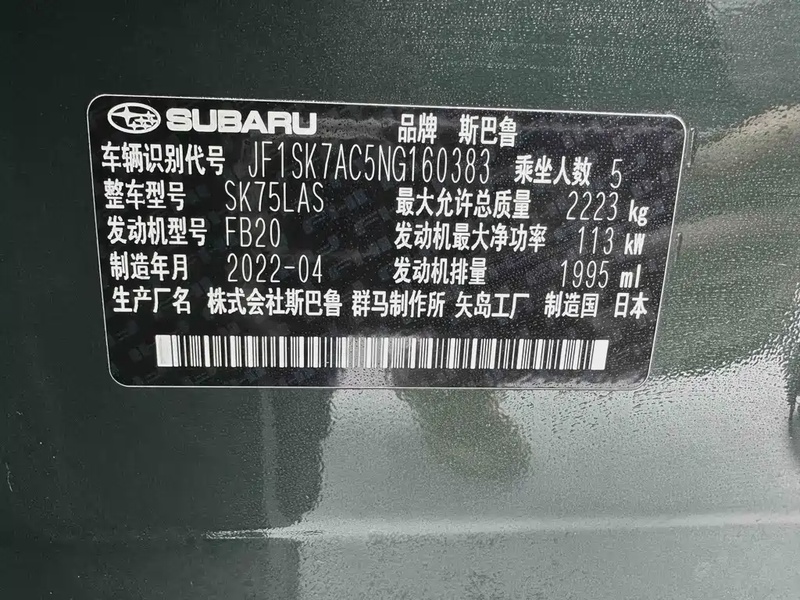 SUBARU 品牌 斯巴鲁
车辆识别代号 JF1SK7AC5NG160383 乘坐人数 5
整车型号 SK75LAS 最大允许总质量 2223 kg
发动机型号 FB20 发动机最大净功率 113 kW
制造年月 2022-04 发动机排量 1995 ml
生产厂名 株式会社斯巴鲁 群马制作所 矢岛工厂 制造国 日本